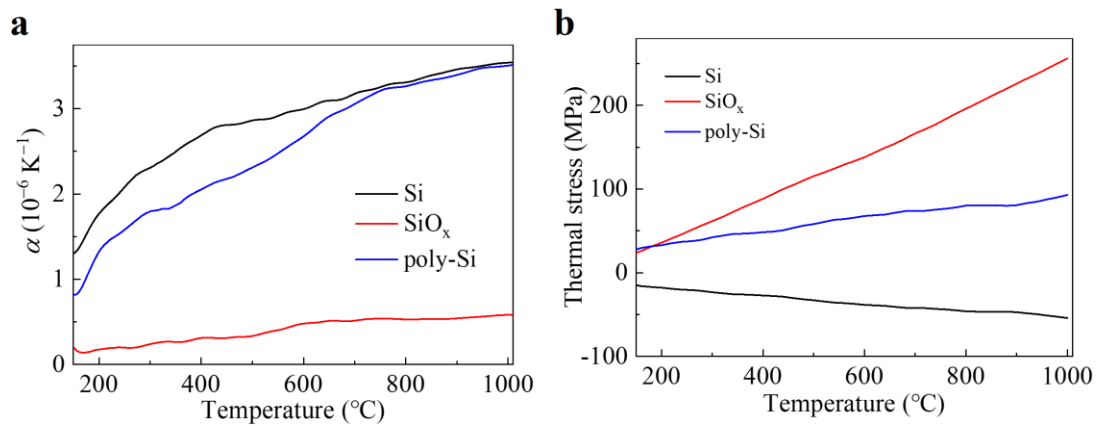 a
α (10⁻⁶ K⁻¹)
3
2
1
0
Si
SiOₓ
poly-Si
200 400 600 800 1000
Temperature (°C)
b
Thermal stress (MPa)
200
100
0
-100
Si
SiOₓ
poly-Si
200 400 600 800 1000
Temperature (°C)